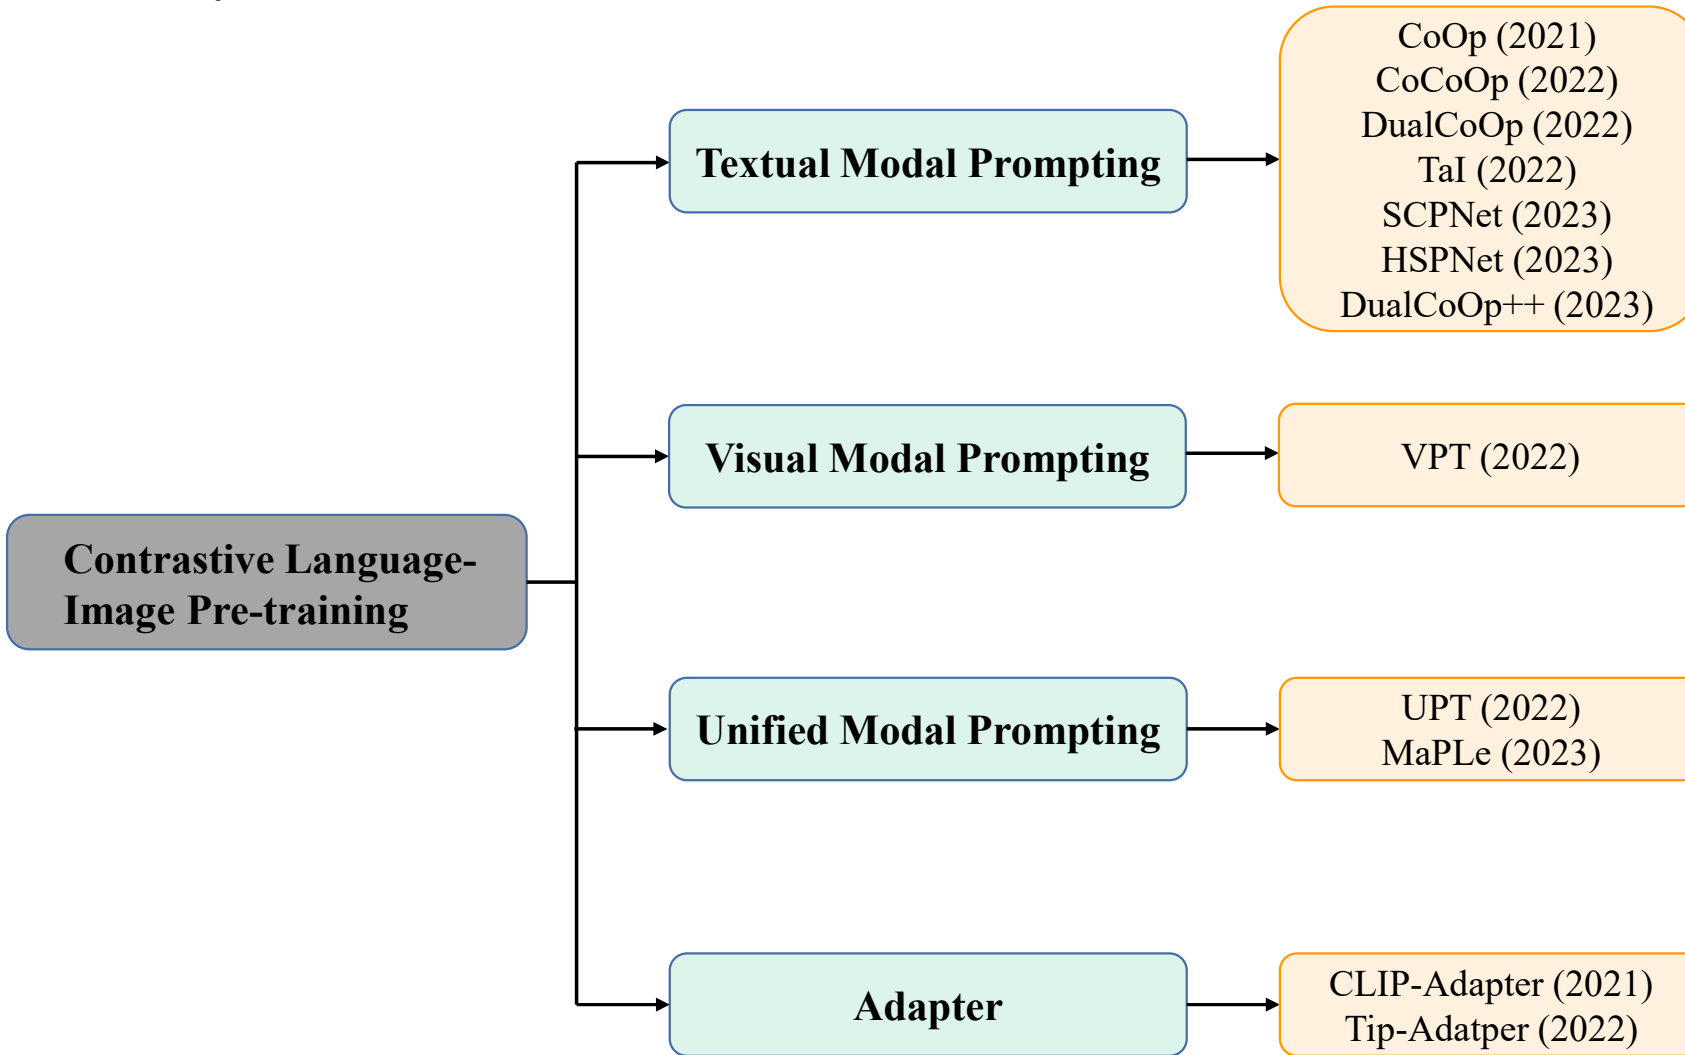 CoOp (2021)
CoCoOp (2022)
DualCoOp (2022)
TaI (2022)
SCPNet (2023)
HSPNet (2023)
DualCoOp++ (2023)
Textual Modal Prompting
Visual Modal Prompting
VPT (2022)
Contrastive Language-
Image Pre-training
Unified Modal Prompting
UPT (2022)
MaPLe (2023)
Adapter
CLIP-Adapter (2021)
Tip-Adatper (2022)